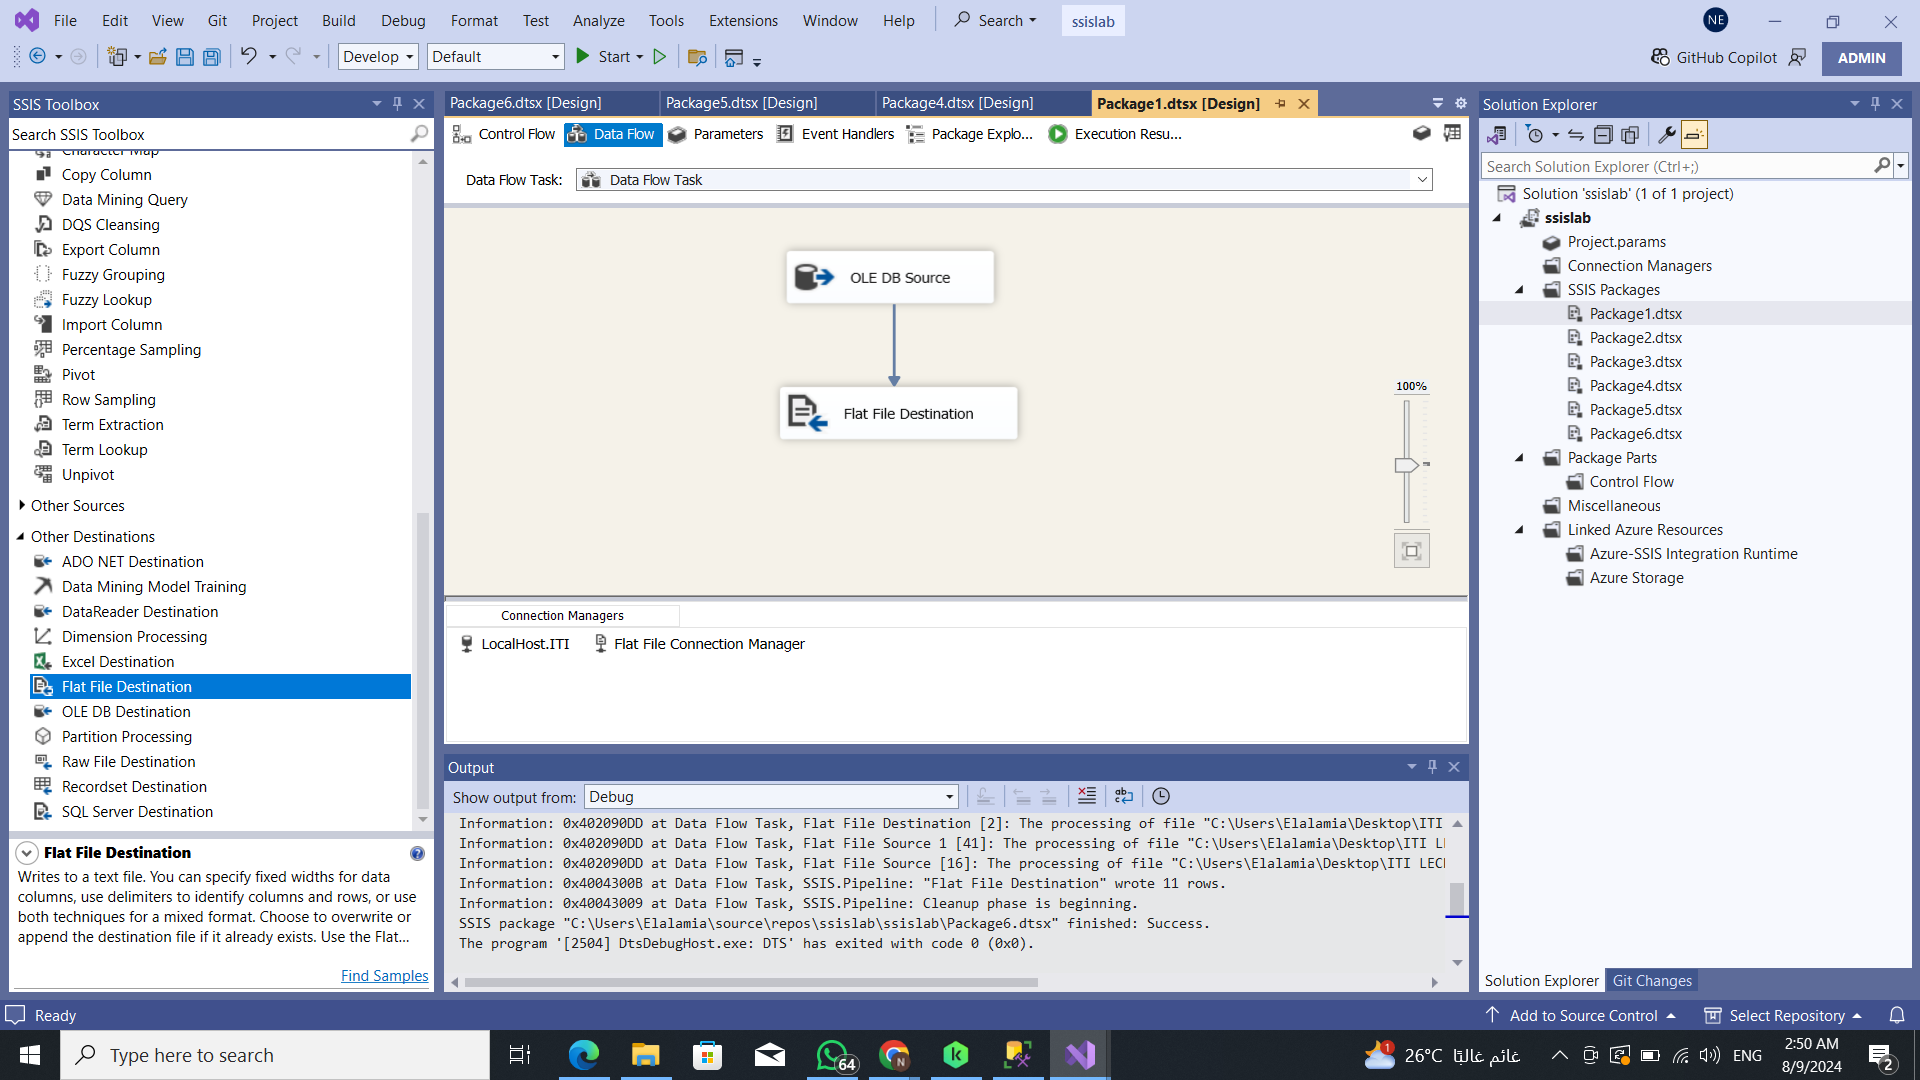 File Edit View Git Project Build Debug Format Test Analyze Tools Extensions Window Help Search ssislab NE
Develop Default Start GitHub Copilot ADMIN
SSIS Toolbox
Search SSIS Toolbox
Character Map
Copy Column
Data Mining Query
DQS Cleansing
Export Column
Fuzzy Grouping
Fuzzy Lookup
Import Column
Percentage Sampling
Pivot
Row Sampling
Term Extraction
Term Lookup
Unpivot
Other Sources
Other Destinations
ADO NET Destination
Data Mining Model Training
DataReader Destination
Dimension Processing
Excel Destination
Flat File Destination
OLE DB Destination
Partition Processing
Raw File Destination
Recordset Destination
SQL Server Destination
Flat File Destination
Writes to a text file. You can specify fixed widths for data
columns, use delimiters to identify columns and rows, or use
both techniques for a mixed format. Choose to overwrite or
append the destination file if it already exists. Use the Flat...
Find Samples
Package6.dtsx [Design] Package5.dtsx [Design] Package4.dtsx [Design] Package1.dtsx [Design]
Control Flow Data Flow Parameters Event Handlers Package Explo... Execution Resu...
Data Flow Task: Data Flow Task
OLE DB Source
Flat File Destination
100%
Connection Managers
LocalHost.ITI Flat File Connection Manager
Output
Show output from: Debug
Information: 0x402090DD at Data Flow Task, Flat File Destination [2]: The processing of file "C:\Users\Elalamia\Desktop\ITI
Information: 0x402090DD at Data Flow Task, Flat File Source 1 [41]: The processing of file "C:\Users\Elalamia\Desktop\ITI LE
Information: 0x402090DD at Data Flow Task, Flat File Source [16]: The processing of file "C:\Users\Elalamia\Desktop\ITI LEC
Information: 0x4004300B at Data Flow Task, SSIS.Pipeline: "Flat File Destination" wrote 11 rows.
Information: 0x40043009 at Data Flow Task, SSIS.Pipeline: Cleanup phase is beginning.
SSIS package "C:\Users\Elalamia\source\repos\ssislab\ssislab\Package6.dtsx" finished: Success.
The program '[2504] DtsDebugHost.exe: DTS' has exited with code 0 (0x0).
Solution Explorer
Search Solution Explorer (Ctrl+;)
Solution 'ssislab' (1 of 1 project)
ssislab
Project.params
Connection Managers
SSIS Packages
Package1.dtsx
Package2.dtsx
Package3.dtsx
Package4.dtsx
Package5.dtsx
Package6.dtsx
Package Parts
Control Flow
Miscellaneous
Linked Azure Resources
Azure-SSIS Integration Runtime
Azure Storage
Solution Explorer Git Changes
Ready Add to Source Control Select Repository
Type here to search 64 N 1 26°C غائم غالبًا ENG 2:50 AM
8/9/2024 2